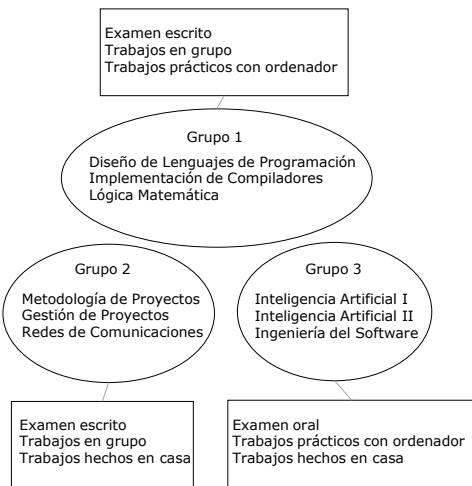 Examen escrito
Trabajos en grupo
Trabajos prácticos con ordenador
Grupo 1
Diseño de Lenguajes de Programación
Implementación de Compiladores
Lógica Matemática
Grupo 2
Metodología de Proyectos
Gestión de Proyectos
Redes de Comunicaciones
Grupo 3
Inteligencia Artificial I
Inteligencia Artificial II
Ingeniería del Software
Examen escrito
Trabajos en grupo
Trabajos hechos en casa
Examen oral
Trabajos prácticos con ordenador
Trabajos hechos en casa